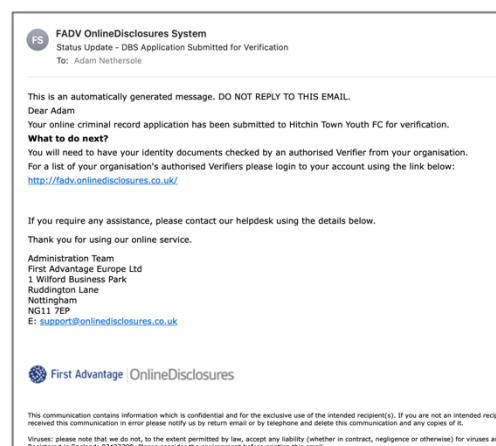 FS
FADV OnlineDisclosures System
Status Update - DBS Application Submitted for Verification
To: Adam Nethersole
This is an automatically generated message. DO NOT REPLY TO THIS EMAIL.
Dear Adam
Your online criminal record application has been submitted to Hitchin Town Youth FC for verification.
What to do next?
You will need to have your identity documents checked by an authorised Verifier from your organisation.
For a list of your organisation's authorised Verifiers please login to your account using the link below:
http://fadv.onlinedisclosures.co.uk/
If you require any assistance, please contact our helpdesk using the details below.
Thank you for using our online service.
Administration Team
First Advantage Europe Ltd
1 Wilford Business Park
Ruddington Lane
Nottingham
NG11 7EP
E: support@onlinedisclosures.co.uk
First Advantage | OnlineDisclosures
This communication contains information which is confidential and for the exclusive use of the intended recipient(s). If you are not an intended
received this communication in error please notify us by return email or by telephone and delete this communication and any copies of it.
Viruses: please note that we do not, to the extent permitted by law, accept any liability (whether in contract, negligence or otherwise) for viruses